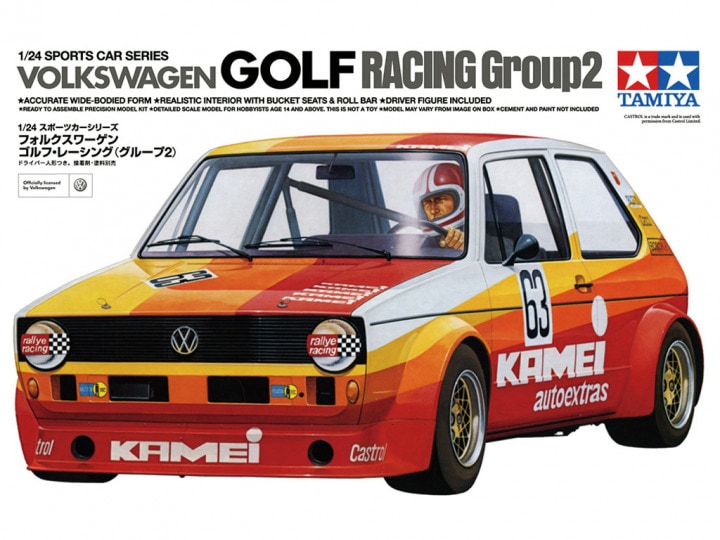 1/24 SPORTS CAR SERIES
VOLKSWAGEN GOLF RACING Group2
★ACCURATE WIDE-BODIED FORM ★REALISTIC INTERIOR WITH BUCKET SEATS & ROLL BAR ★DRIVER FIGURE INCLUDED
★READY TO ASSEMBLE PRECISION MODEL KIT ★DETAILED SCALE MODEL FOR HOBBYISTS AGE 14 AND ABOVE. THIS IS NOT A TOY ★MODEL MAY VARY FROM IMAGE ON BOX ★CEMENT AND PAINT NOT INCLUDED
TAMIYA
CASTROL is a trade mark and is used with
permission from Castrol Limited
1/24 スポーツカーシリーズ
フォルクスワーゲン
ゴルフ・レーシング(グループ2)
ドライバー人形つき。接着剤・塗料別売
Officially licensed
by Volkswagen
63
KAMEI
KAMEI
KAMEI
KAMEI
63
rallye
racing
rallye
racing
KAMEI
autoextras
Castrol
KAMEI
Castrol